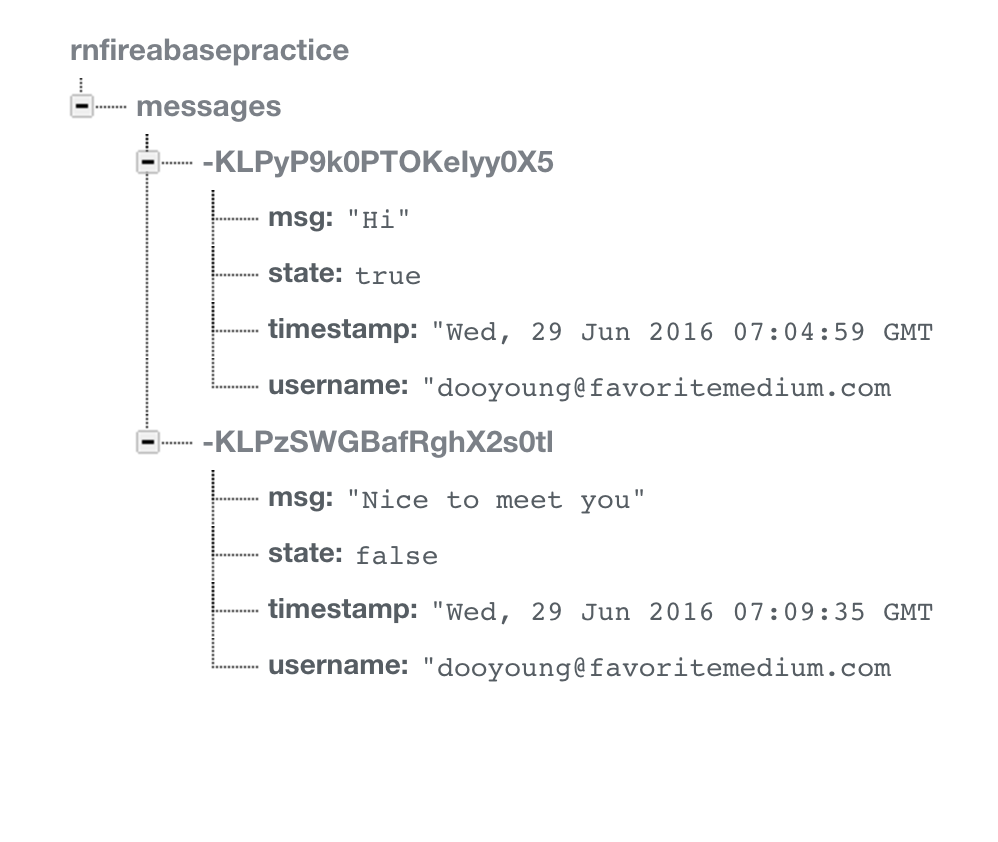 rnfireabasepractice
messages
-KLPyP9k0PTOKeIyy0X5
msg: "Hi"
state: true
timestamp: "Wed, 29 Jun 2016 07:04:59 GMT
username: "dooyoung@favoritemedium.com
-KLPzSWGBafRghX2s0tl
msg: "Nice to meet you"
state: false
timestamp: "Wed, 29 Jun 2016 07:09:35 GMT
username: "dooyoung@favoritemedium.com